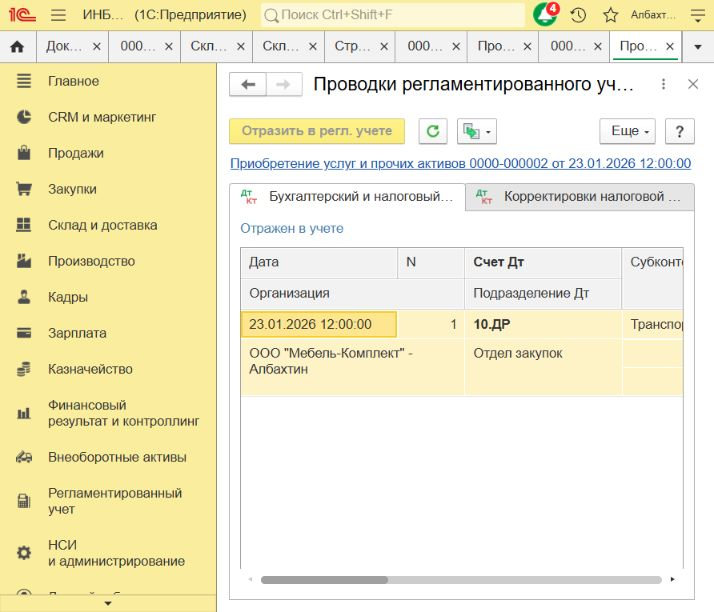 1С ИНБ... (1С:Предприятие) Поиск Ctrl+Shift+F 4 Албахт...
Док... 000... Скл... Скл... Стр... 000... Про... 000... Про...
Главное
CRM и маркетинг
Продажи
Закупки
Склад и доставка
Производство
Кадры
Зарплата
Казначейство
Финансовый
результат и контроллинг
Внеоборотные активы
Регламентированный
учет
НСИ
и администрирование
Проводки регламентированного уч...
Отразить в регл. учете Еще ?
Приобретение услуг и прочих активов 0000-000002 от 23.01.2026 12:00:00
Дт Кт Бухгалтерский и налоговый... Дт Кт Корректировки налоговой ...
Отражен в учете
Дата N Счет Дт Субконт
Организация Подразделение Дт
23.01.2026 12:00:00 1 10.ДР Транспор
ООО "Мебель-Комплект" - Отдел закупок
Албахтин